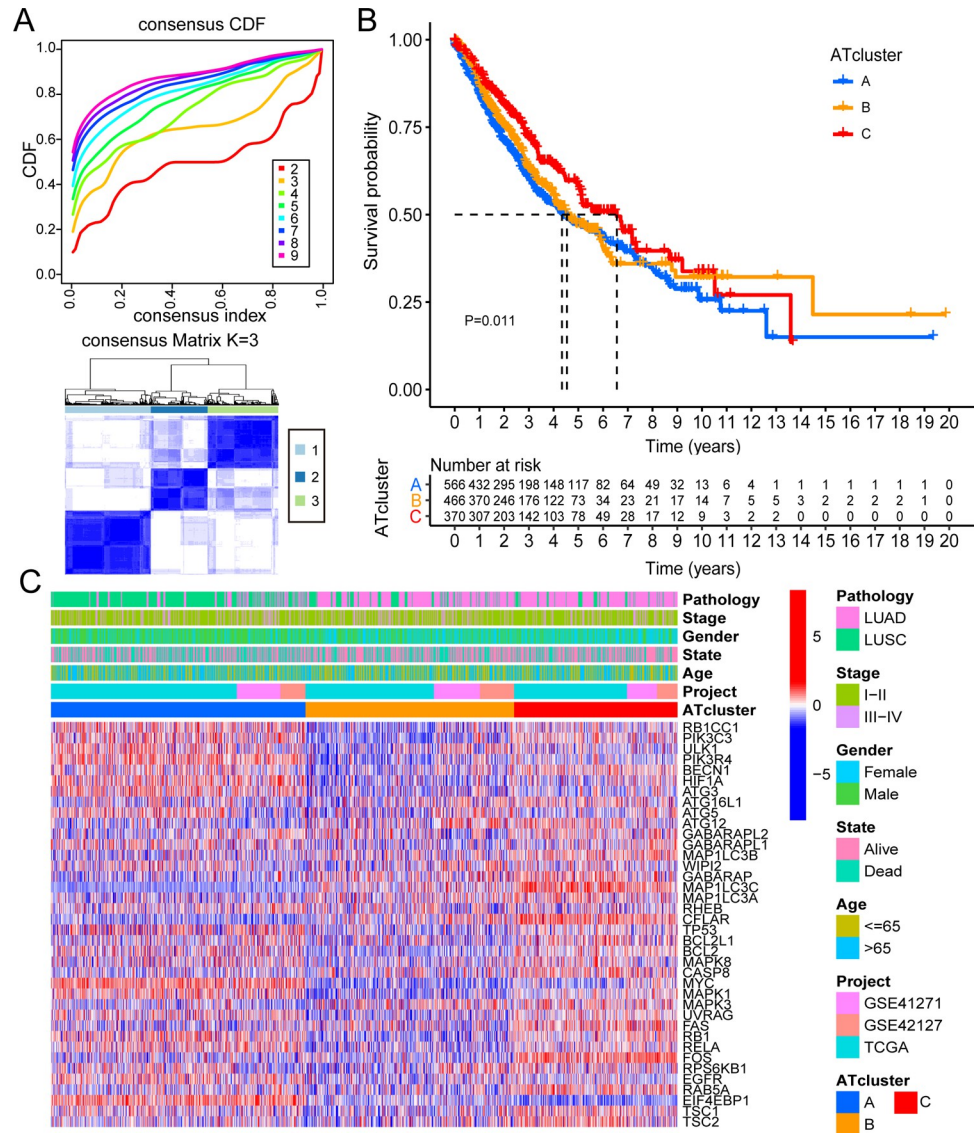 A
consensus CDF
1.0
0.8
0.6
0.4
0.2
0.0
CDF
2
3
4
5
6
7
8
9
0.0 0.2 0.4 0.6 0.8 1.0
consensus index
consensus Matrix K=3
1
2
3
B
ATcluster
A
B
C
1.00
0.75
0.50
0.25
0.00
Survival probability
P=0.011
0 1 2 3 4 5 6 7 8 9 10 11 12 13 14 15 16 17 18 19 20
Time (years)
Number at risk
ATcluster
A 566 432 295 198 148 117 82 64 49 32 13 6 4 1 1 1 1 1 1 1 0
B 466 370 246 176 122 73 34 23 21 17 14 7 5 5 3 2 2 2 2 1 0
C 370 307 203 142 103 78 49 28 17 12 9 3 2 2 0 0 0 0 0 0 0
0 1 2 3 4 5 6 7 8 9 10 11 12 13 14 15 16 17 18 19 20
Time (years)
C
Pathology
Stage
Gender
State
Age
Project
ATcluster
RB1CC1
PIK3C3
ULK1
PIK3R4
BECN1
HIF1A
ATG3
ATG16L1
ATG5
ATG12
GABARAPL2
GABARAPL1
MAP1LC3B
WIPI2
GABARAP
MAP1LC3C
MAP1LC3A
RHEB
CFLAR
TP53
BCL2L1
BCL2
MAPK8
CASP8
MYC
MAPK1
MAPK3
UVRAG
FAS
RB1
RELA
FOS
RPS6KB1
EGFR
RAB5A
EIF4EBP1
TSC1
TSC2
5
0
−5
Pathology
LUAD
LUSC
Stage
I−II
III−IV
Gender
Female
Male
State
Alive
Dead
Age
<=65
>65
Project
GSE41271
GSE42127
TCGA
ATcluster
A C
B